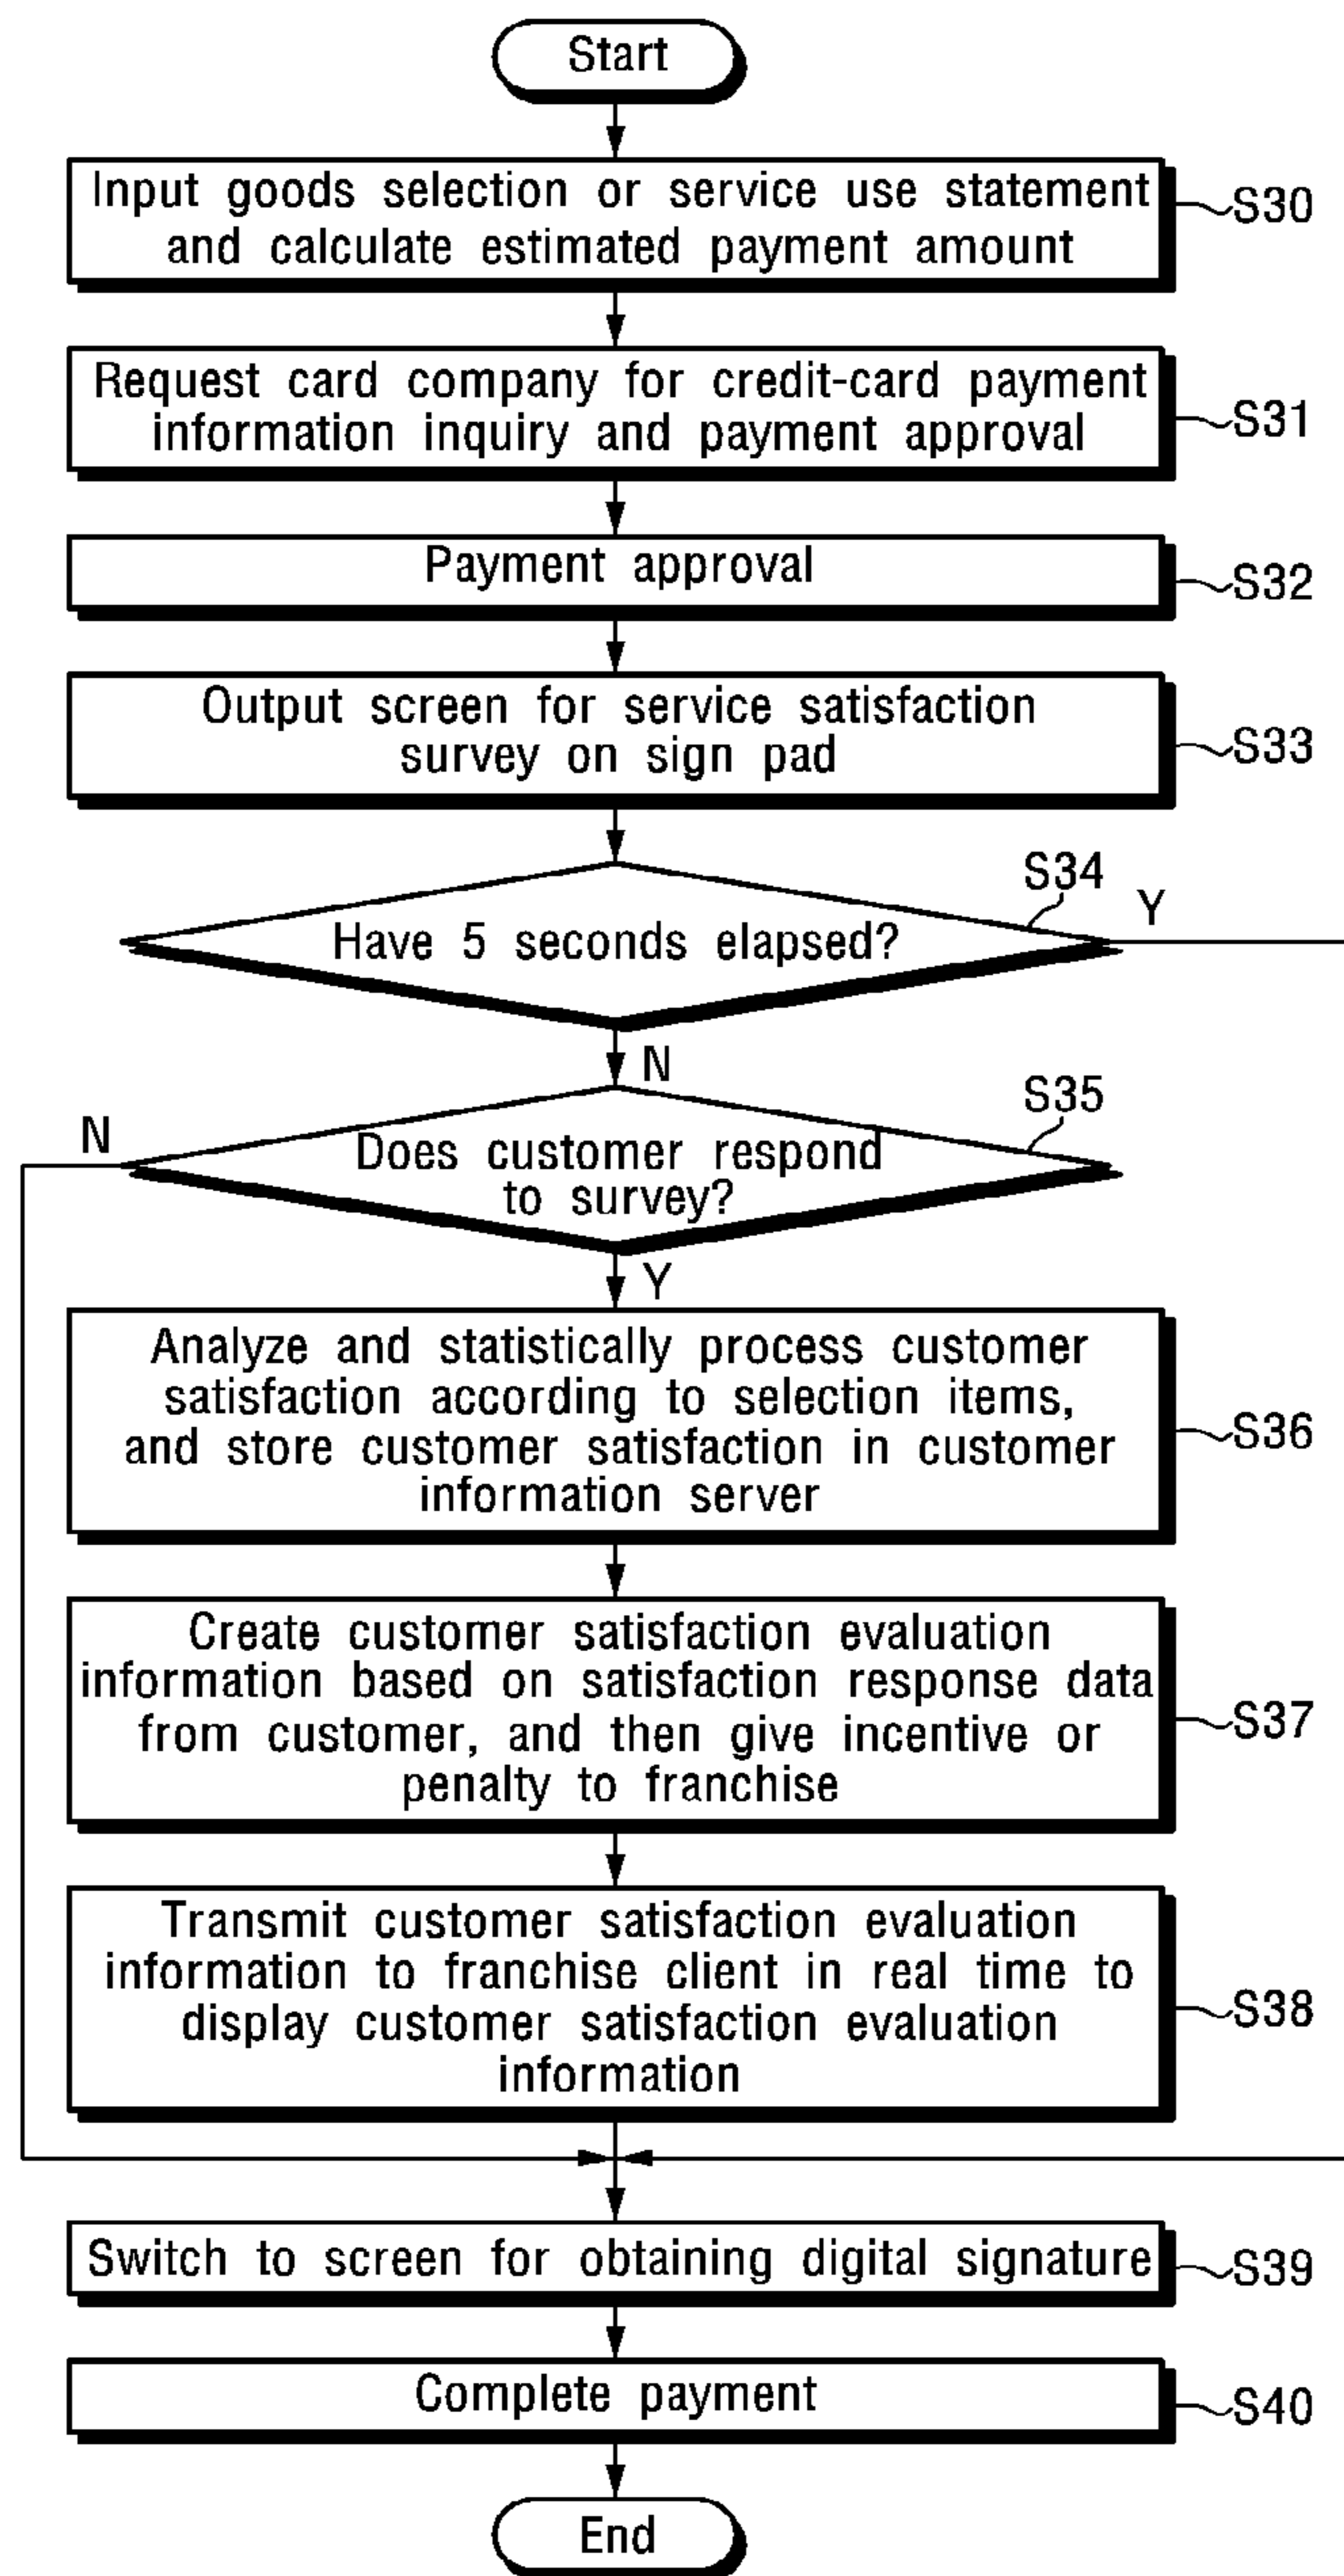 Start
Input goods selection or service use statement
and calculate estimated payment amount
S30
Request card company for credit-card payment
information inquiry and payment approval
S31
Payment approval
S32
Output screen for service satisfaction
survey on sign pad
S33
S34
Y
Have 5 seconds elapsed?
N
S35
N
Does customer respond
to survey?
Y
Analyze and statistically process customer
satisfaction according to selection items,
and store customer satisfaction in customer
information server
S36
Create customer satisfaction evaluation
information based on satisfaction response data
from customer, and then give incentive or
penalty to franchise
S37
Transmit customer satisfaction evaluation
information to franchise client in real time to
display customer satisfaction evaluation
information
S38
Switch to screen for obtaining digital signature
S39
Complete payment
S40
End